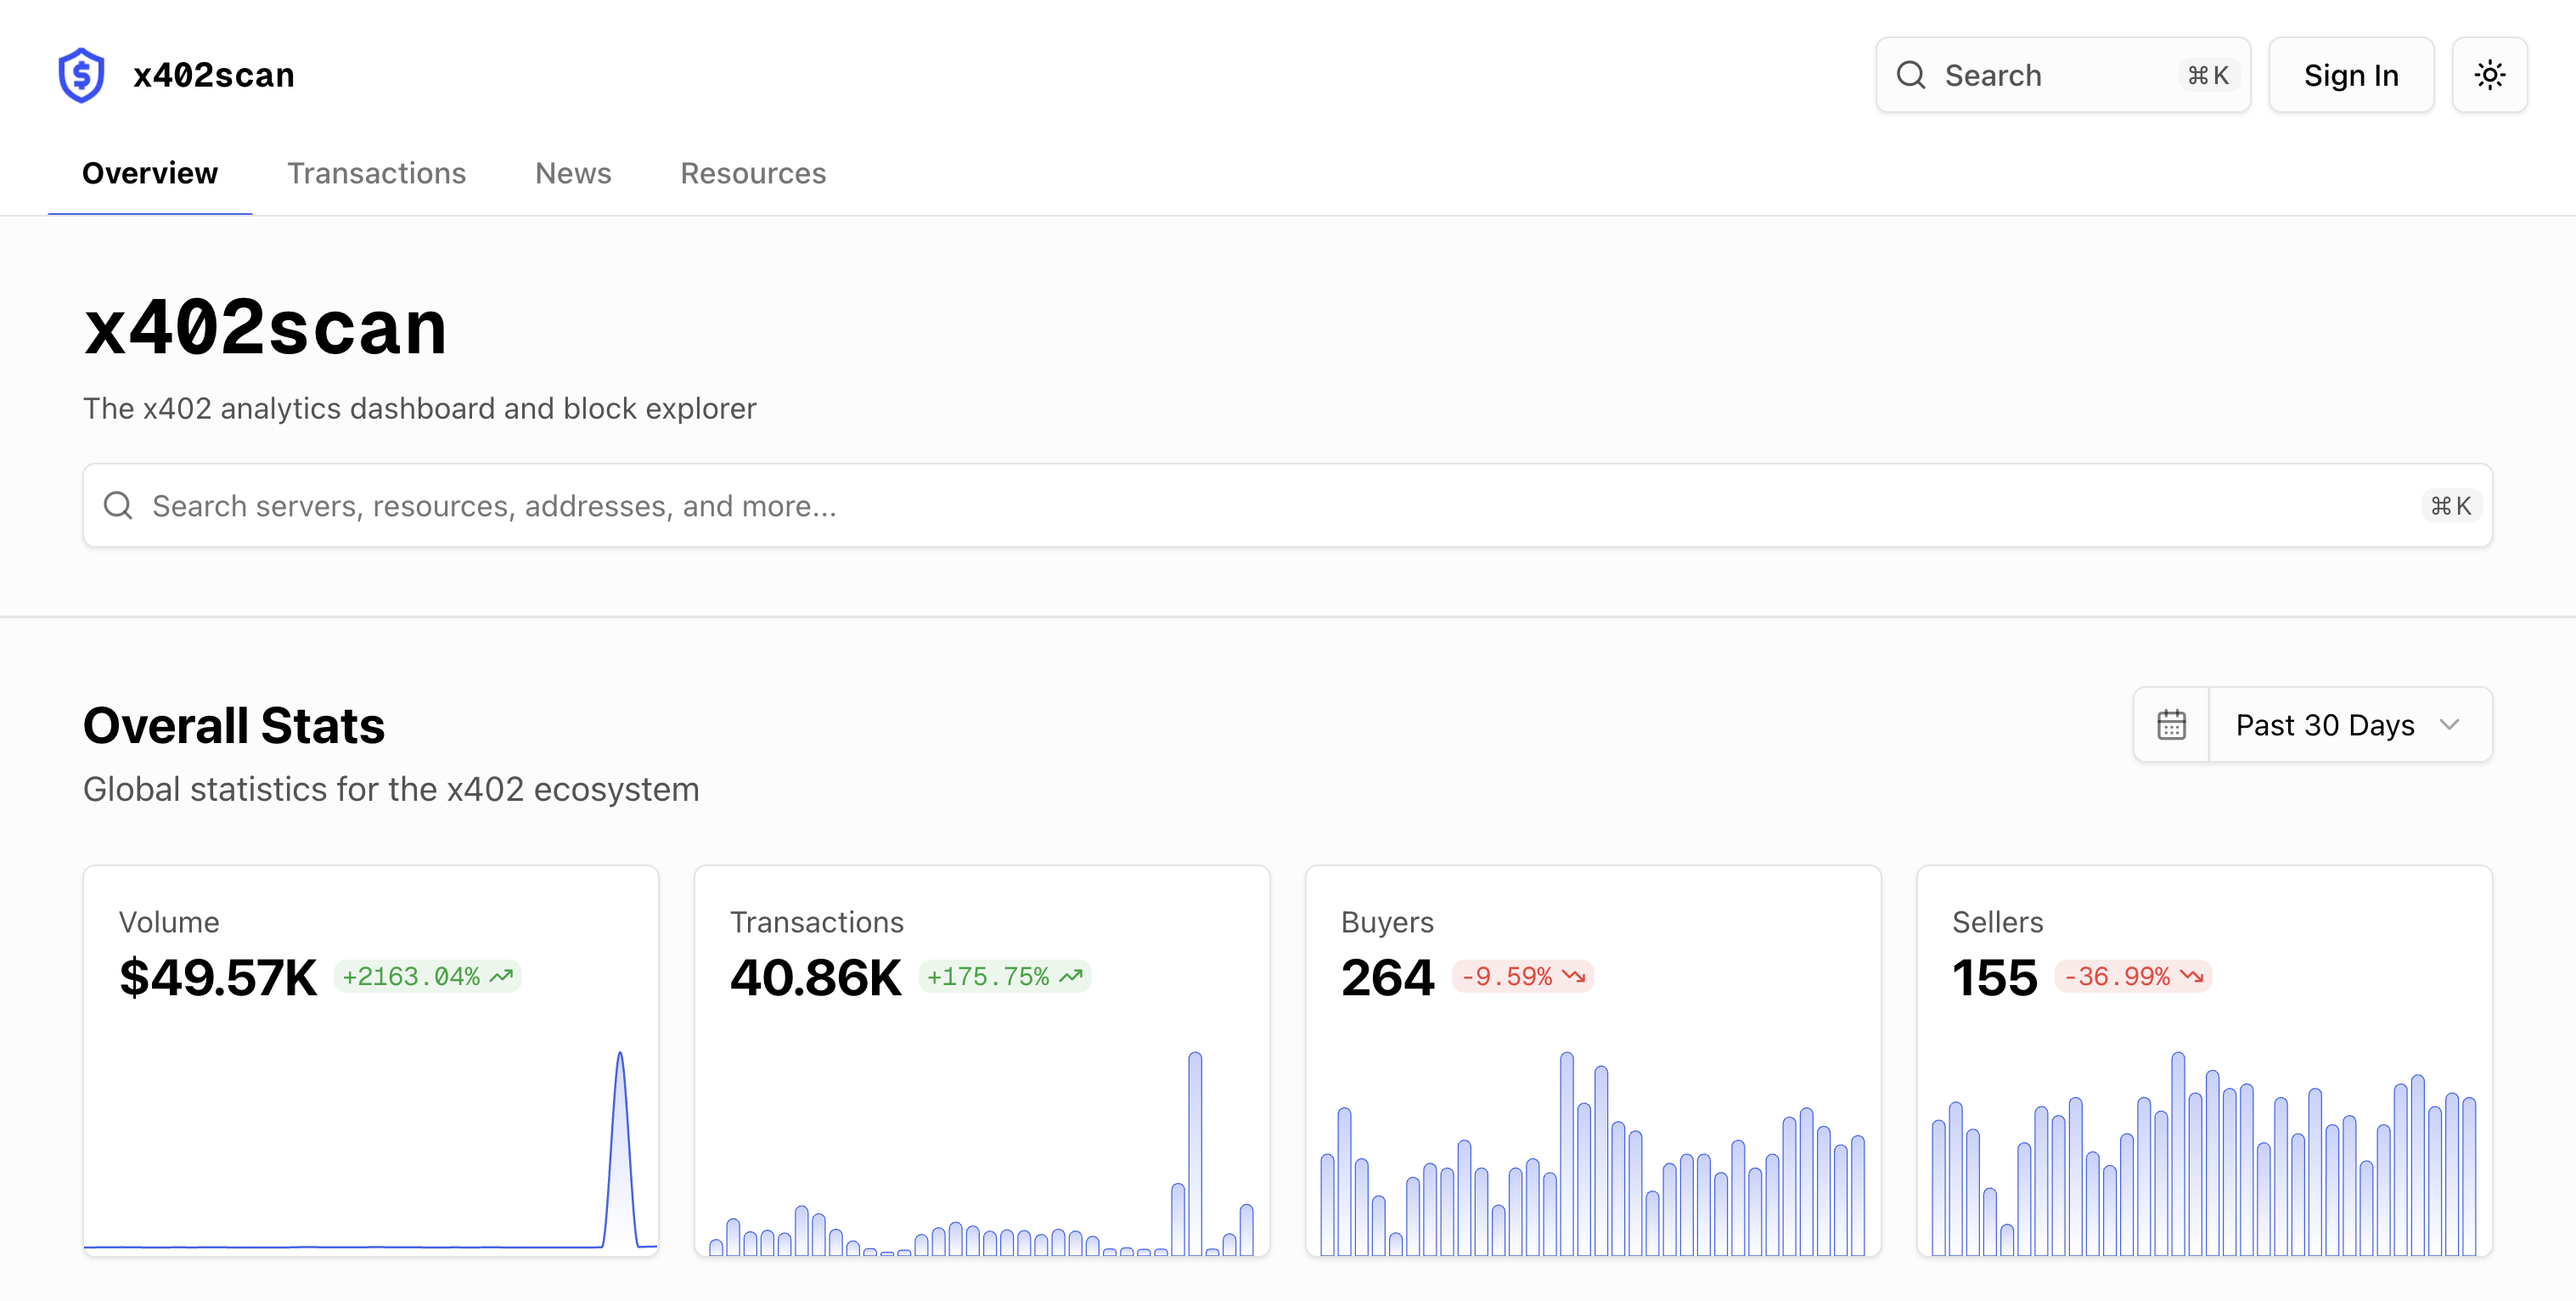 x402scan
Search ⌘K
Sign In
Overview Transactions News Resources
x402scan
The x402 analytics dashboard and block explorer
Search servers, resources, addresses, and more... ⌘K
Overall Stats
Past 30 Days
Global statistics for the x402 ecosystem
Volume
$49.57K +2163.04%
Transactions
40.86K +175.75%
Buyers
264 -9.59%
Sellers
155 -36.99%